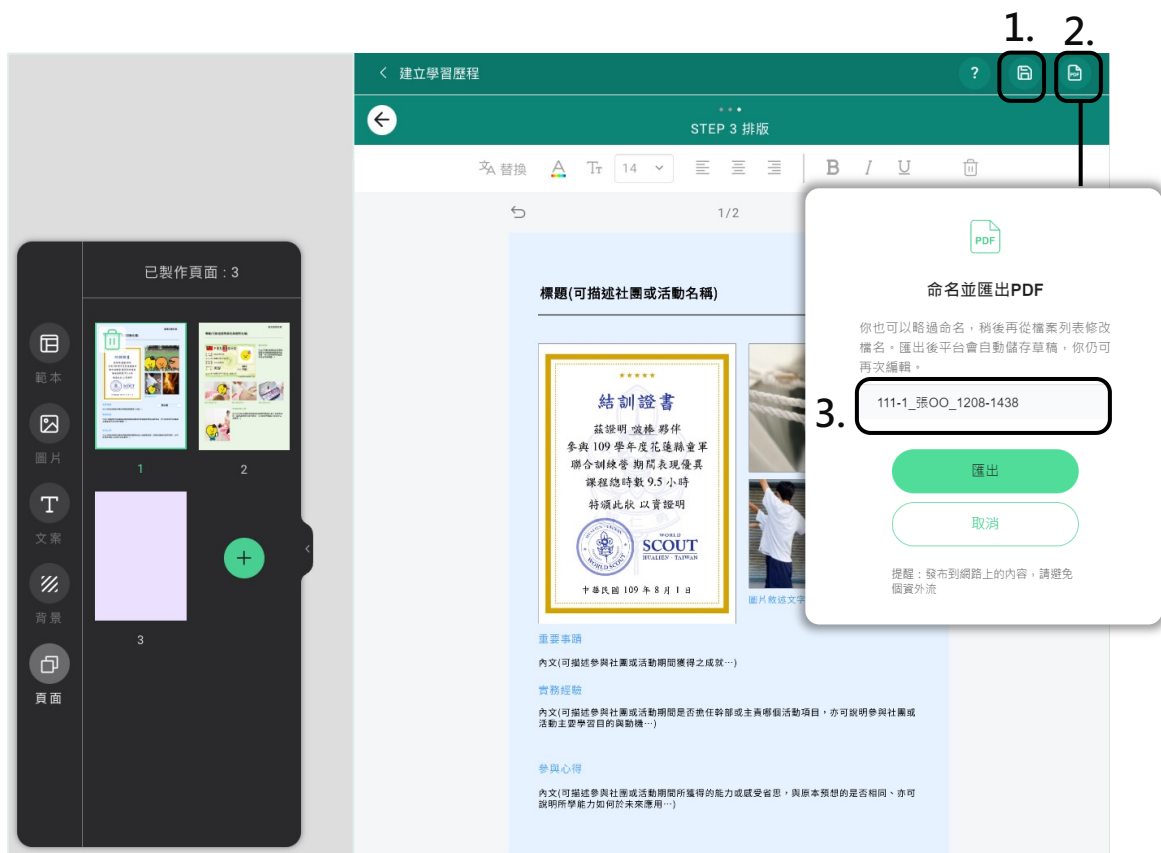 1.
2.
建立學習歷程
?
PDF
STEP 3 排版
替換
14
B I U
1/2
已製作頁面 : 3
範本
圖片
文案
背景
頁面
1
2
3
標題(可描述社團或活動名稱)
結訓證書
茲證明 啵棒 夥伴
參與 109 學年度花蓮縣童軍
聯合訓練營 期間表現優異
課程總時數 9.5 小時
特頒此狀 以資證明
WORLD
SCOUT
HUALIEN · TAIWAN
中華民國 109 年 8 月 1 日
圖片敘述文字
重要事蹟
內文(可描述參與社團或活動期間獲得之成就…)
實務經驗
內文(可描述參與社團或活動期間是否擔任幹部或主責哪個活動項目，亦可說明參與社團或
活動主要學習目的與動機…)
參與心得
內文(可描述參與社團或活動期間所獲得的能力或感受省思，與原本預想的是否相同、亦可
說明所學能力如何於未來應用…)
PDF
命名並匯出PDF
你也可以略過命名，稍後再從檔案列表修改
檔名。匯出後平台會自動儲存草稿，你仍可
再次編輯。
3.
111-1_張OO_1208-1438
匯出
取消
提醒：發布到網路上的內容，請避免
個資外流